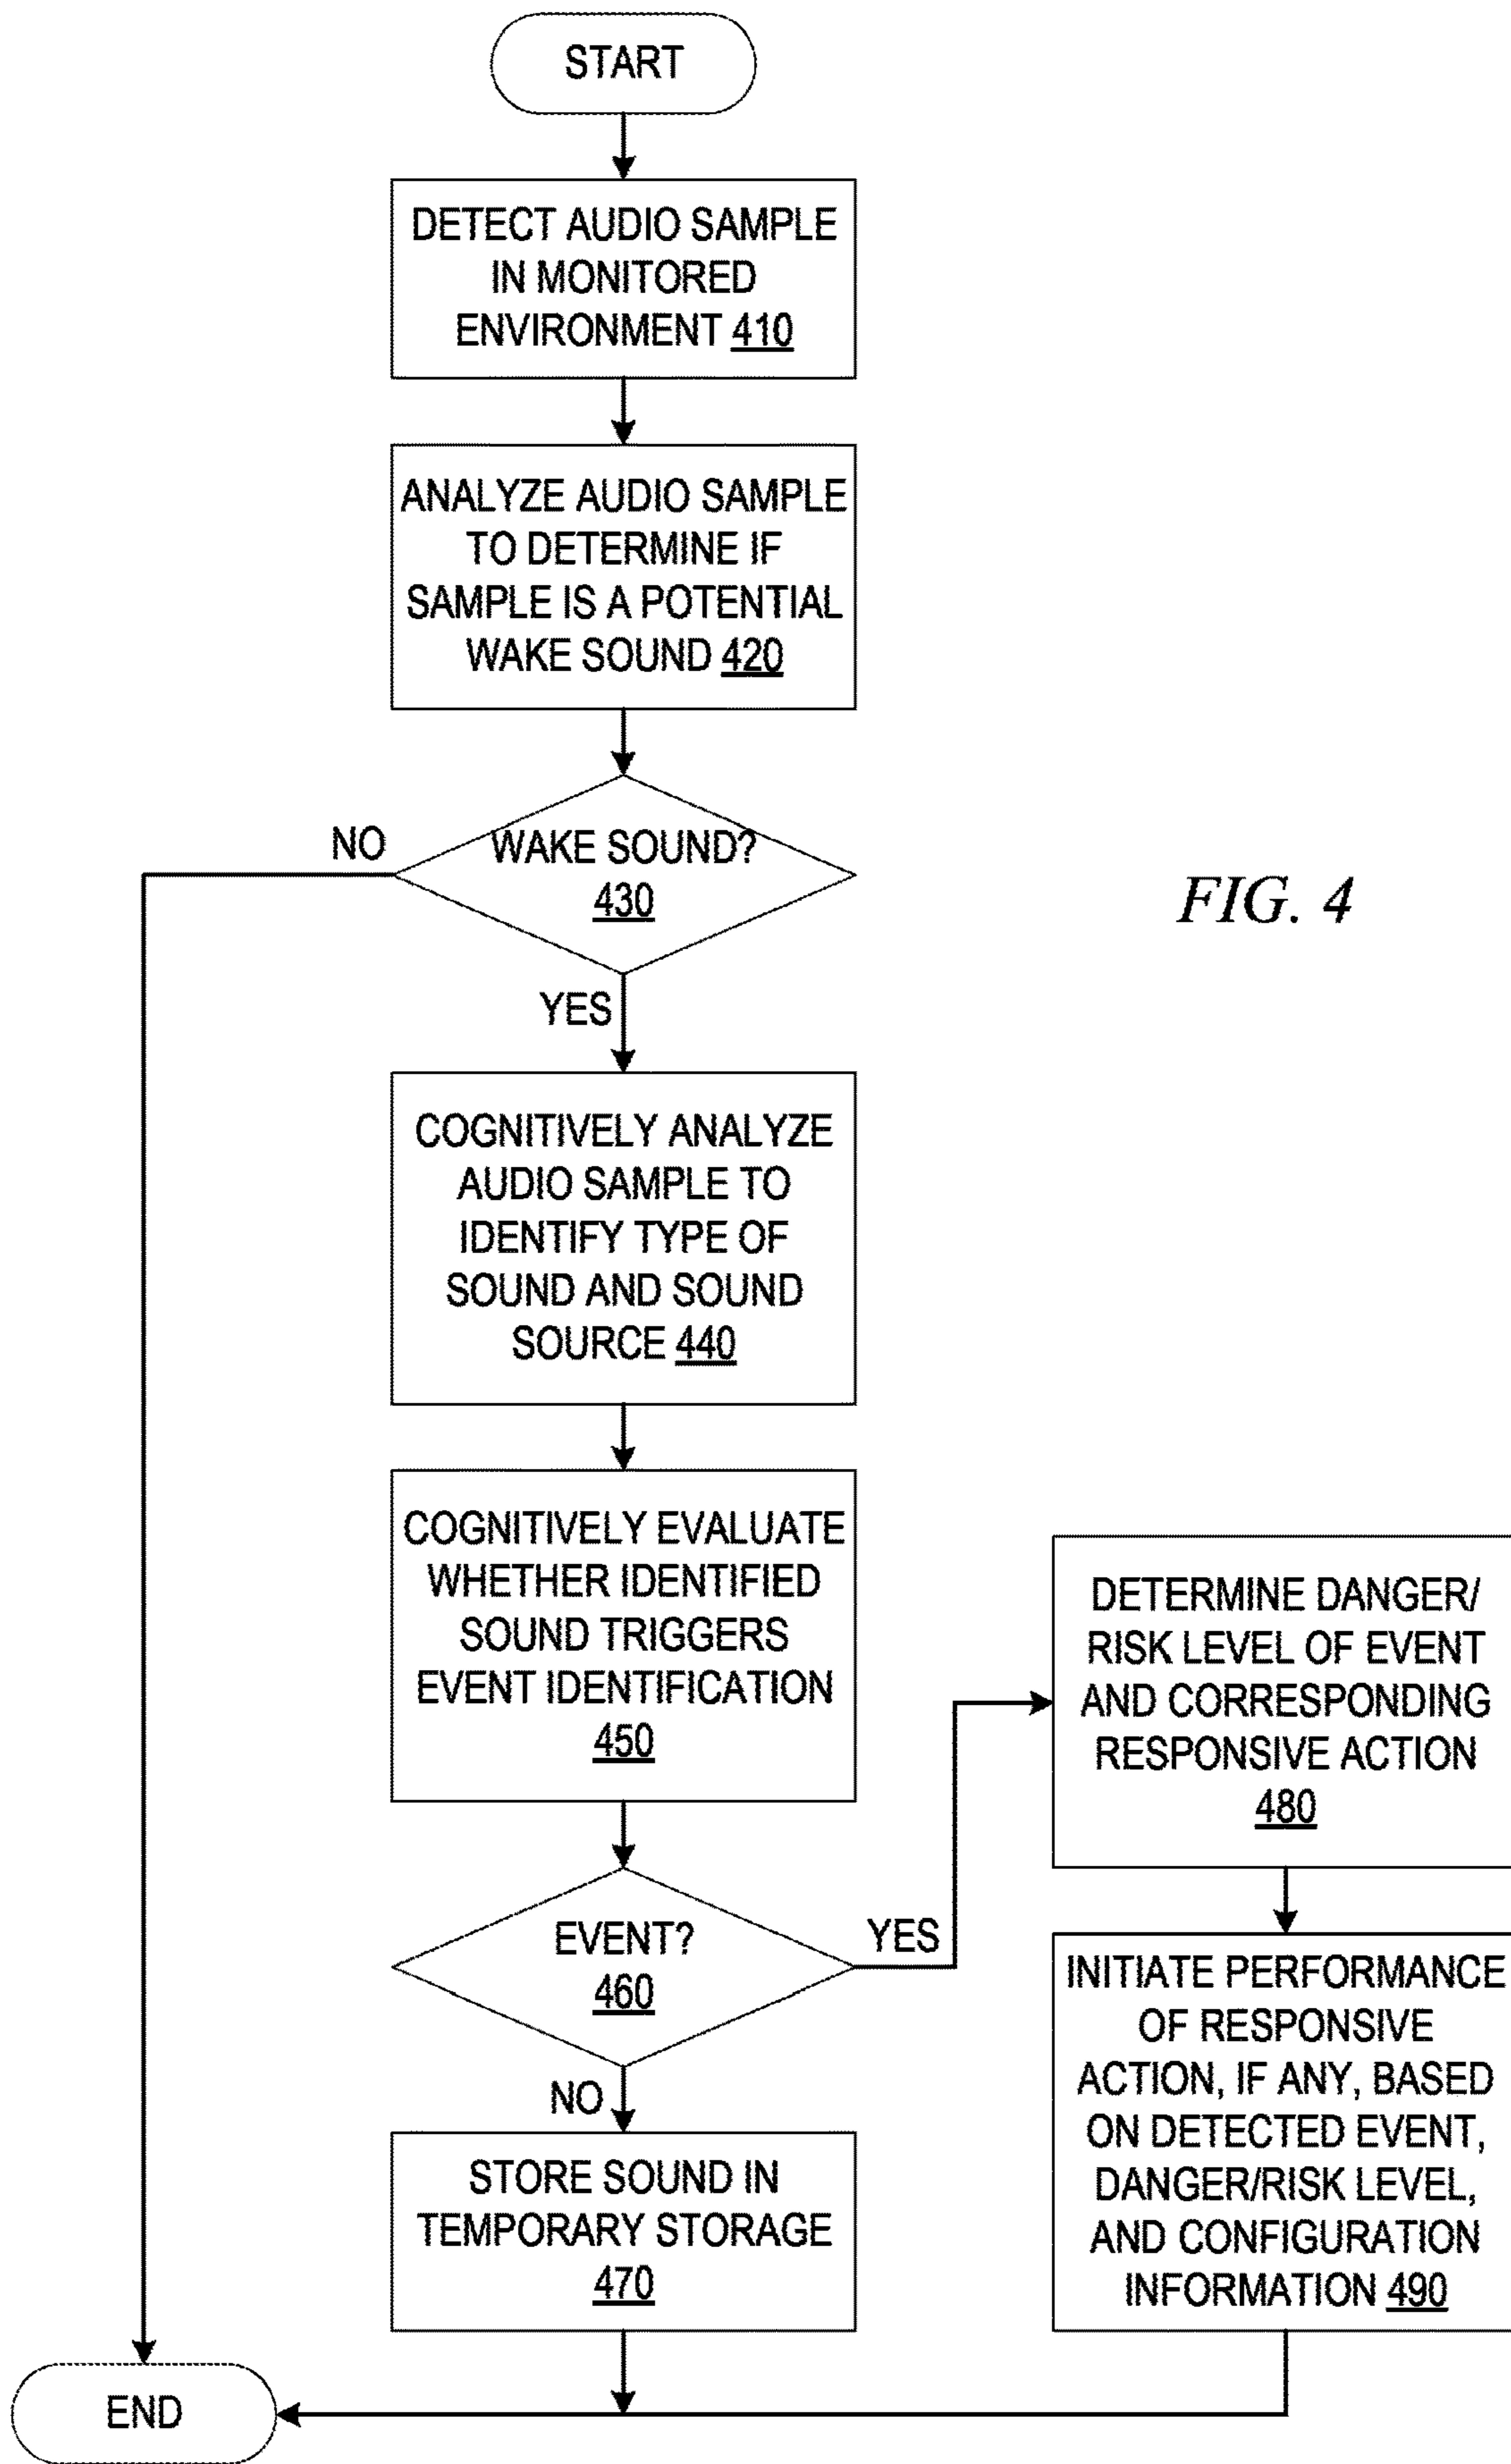 START
DETECT AUDIO SAMPLE
IN MONITORED
ENVIRONMENT 410
ANALYZE AUDIO SAMPLE
TO DETERMINE IF
SAMPLE IS A POTENTIAL
WAKE SOUND 420
NO
WAKE SOUND?
430
FIG. 4
YES
COGNITIVELY ANALYZE
AUDIO SAMPLE TO
IDENTIFY TYPE OF
SOUND AND SOUND
SOURCE 440
COGNITIVELY EVALUATE
WHETHER IDENTIFIED
SOUND TRIGGERS
EVENT IDENTIFICATION
450
EVENT?
460
YES
NO
STORE SOUND IN
TEMPORARY STORAGE
470
DETERMINE DANGER/
RISK LEVEL OF EVENT
AND CORRESPONDING
RESPONSIVE ACTION
480
INITIATE PERFORMANCE
OF RESPONSIVE
ACTION, IF ANY, BASED
ON DETECTED EVENT,
DANGER/RISK LEVEL,
AND CONFIGURATION
INFORMATION 490
END